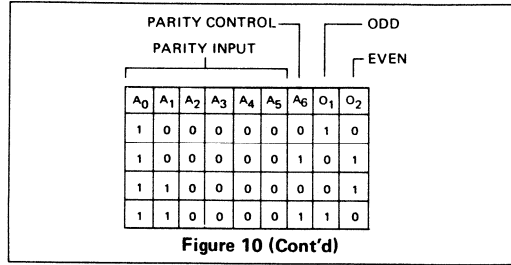 PARITY CONTROL ODD
PARITY INPUT EVEN
A0 A1 A2 A3 A4 A5 A6 O1 O2
1 0 0 0 0 0 0 1 0
1 0 0 0 0 0 1 0 1
1 1 0 0 0 0 0 0 1
1 1 0 0 0 0 1 1 0
Figure 10 (Cont'd)